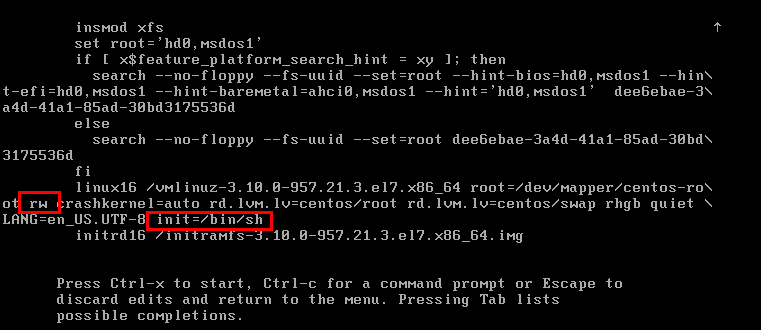 insmod xfs ↑
set root='hd0,msdos1'
if [ x$feature_platform_search_hint = xy ]; then
search --no-floppy --fs-uuid --set=root --hint-bios=hd0,msdos1 --hin\
t-efi=hd0,msdos1 --hint-baremetal=ahci0,msdos1 --hint='hd0,msdos1'  dee6ebae-3\
a4d-41a1-85ad-30bd3175536d
else
search --no-floppy --fs-uuid --set=root dee6ebae-3a4d-41a1-85ad-30bd\
3175536d
fi
linux16 /vmlinuz-3.10.0-957.21.3.el7.x86_64 root=/dev/mapper/centos-ro\
ot rw crashkernel=auto rd.lvm.lv=centos/root rd.lvm.lv=centos/swap rhgb quiet \
LANG=en_US.UTF-8 init=/bin/sh
initrd16 /initramfs-3.10.0-957.21.3.el7.x86_64.img
Press Ctrl-x to start, Ctrl-c for a command prompt or Escape to
discard edits and return to the menu. Pressing Tab lists
possible completions.